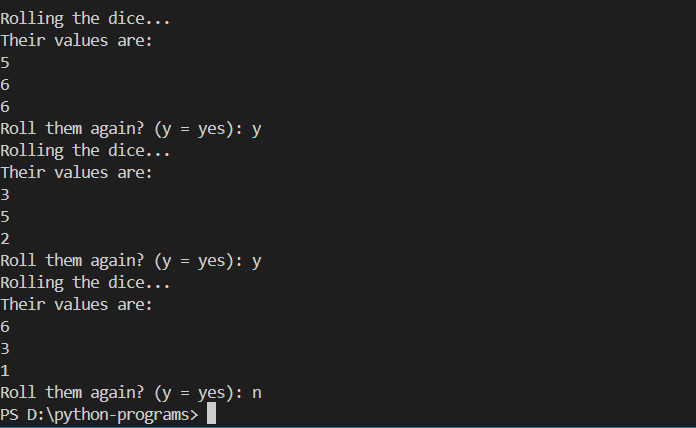 Rolling the dice...
Their values are:
5
6
6
Roll them again? (y = yes): y
Rolling the dice...
Their values are:
3
5
2
Roll them again? (y = yes): y
Rolling the dice...
Their values are:
6
3
1
Roll them again? (y = yes): n
PS D:\python-programs>